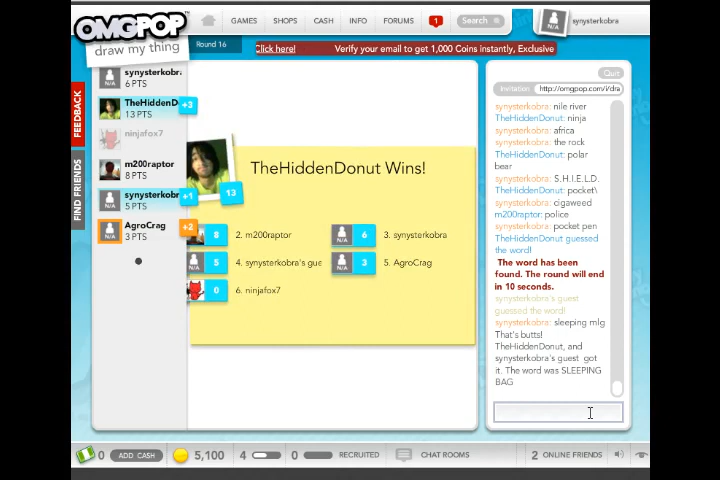 OMGPOP
draw my thing
GAMES SHOPS CASH INFO FORUMS 1 Search synysterkobra
Round 16
Click here!
Verify your email to get 1,000 Coins instantly, Exclusive
FEEDBACK
FIND FRIENDS
N/A synysterkobra
6 PTS
TheHiddenD +3
13 PTS
ninjafox7
m200raptor
8 PTS
N/A synysterkob +1
5 PTS
N/A AgroCrag +2
3 PTS
TheHiddenDonut Wins!
13
8 2. m200raptor
N/A 6 3. synysterkobra
N/A 5 4. synysterkobra's gue
N/A 3 5. AgroCrag
0 6. ninjafox7
Quit
Invitation http://omgpop.com/i/dra
synysterkobra: nile river
TheHiddenDonut: ninja
synysterkobra: africa
synysterkobra: the rock
TheHiddenDonut: polar
bear
synysterkobra: S.H.I.E.L.D.
TheHiddenDonut: pocket\
synysterkobra: cigaweed
m200raptor: police
synysterkobra: pocket pen
TheHiddenDonut guessed
the word!
The word has been
found. The round will end
in 10 seconds.
synysterkobra's guest
guessed the word!
synysterkobra: sleeping mlg
That's butts!
TheHiddenDonut, and
synysterkobra's guest got
it. The word was SLEEPING
BAG
0 ADD CASH 5,100 4 0 RECRUITED CHAT ROOMS 2 ONLINE FRIENDS